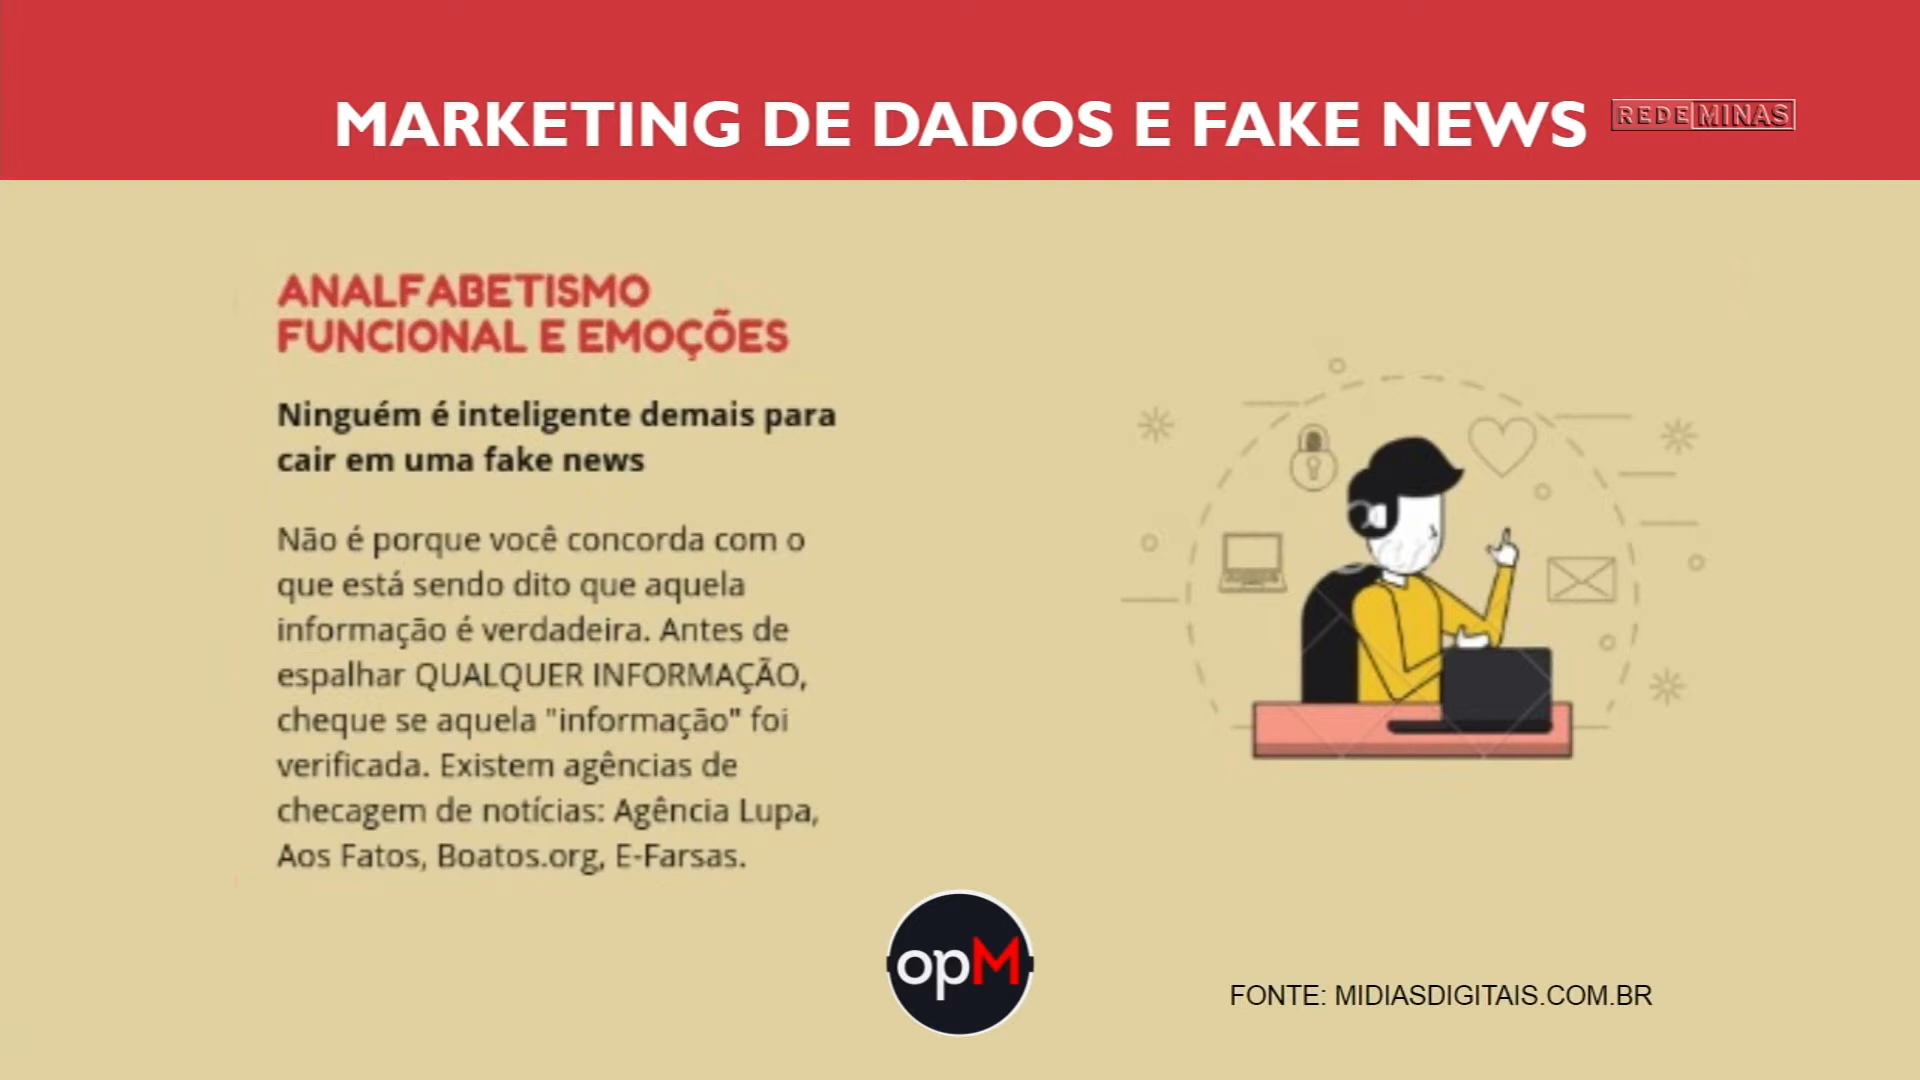 MARKETING DE DADOS E FAKE NEWS
REDE MINAS
ANALFABETISMO
FUNCIONAL E EMOÇÕES
Ninguém é inteligente demais para
cair em uma fake news
Não é porque você concorda com o
que está sendo dito que aquela
informação é verdadeira. Antes de
espalhar QUALQUER INFORMAÇÃO,
cheque se aquela "informação" foi
verificada. Existem agências de
checagem de notícias: Agência Lupa,
Aos Fatos, Boatos.org, E-Farsas.
opM
FONTE: MIDIASDIGITAIS.COM.BR